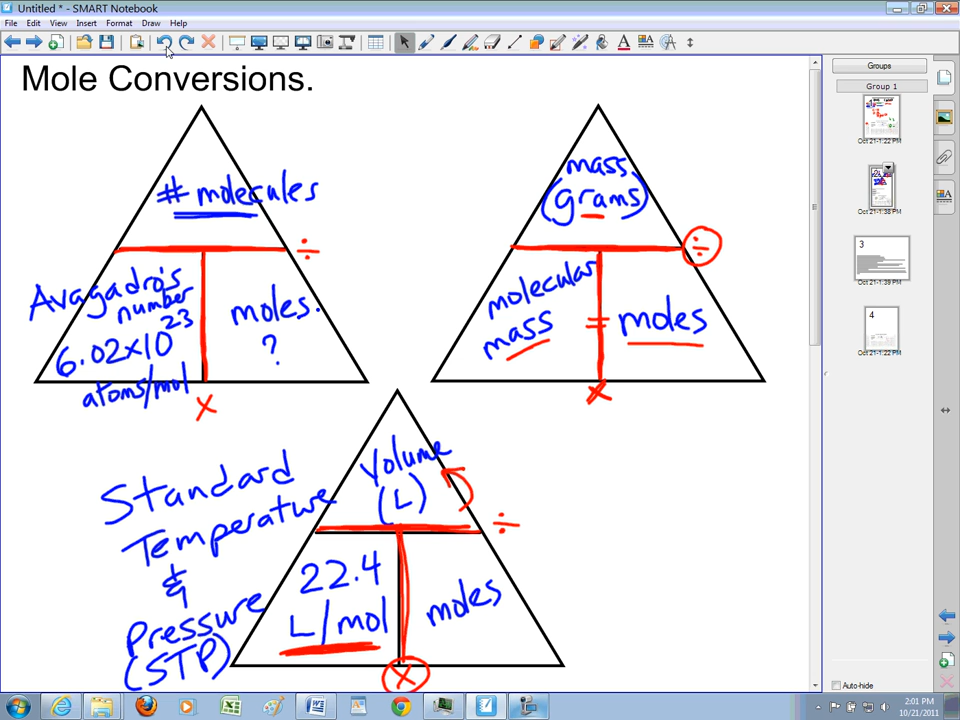 Untitled * - SMART Notebook
File Edit View Insert Format Draw Help
Mole Conversions.
# molecules
÷
Avagadro's
number
6.02x10²³
atoms/mol
moles.
?
x
mass
(grams)
÷
molecular
mass
= moles
x
Volume
(L)
÷
22.4
L/mol
moles
x
Standard
Temperature
&
Pressure
(STP)
Groups
Group 1
Oct 21-1:22 PM
Oct 21-1:38 PM
3
Oct 21-1:39 PM
4
Oct 21-1:22 PM
Auto-hide
2:01 PM
10/21/2011